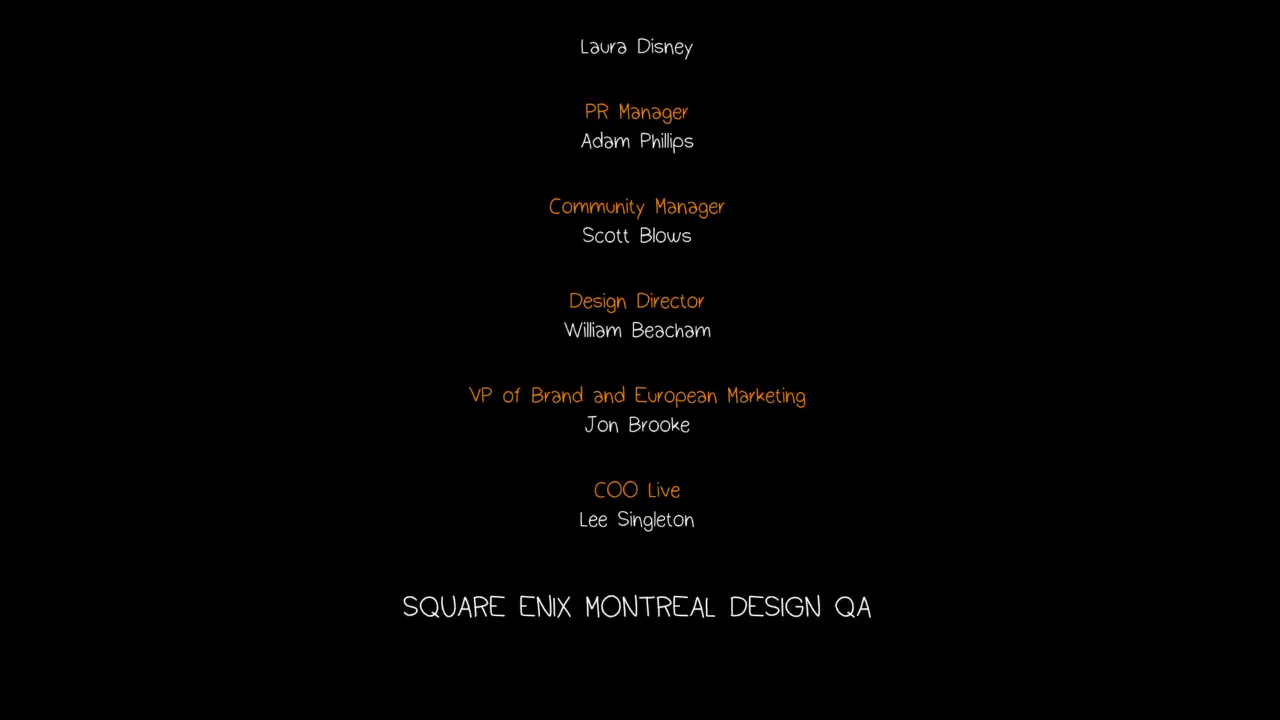 Laura Disney
PR Manager
Adam Phillips
Community Manager
Scott Blows
Design Director
William Beacham
VP of Brand and European Marketing
Jon Brooke
COO Live
Lee Singleton
SQUARE ENIX MONTREAL DESIGN QA